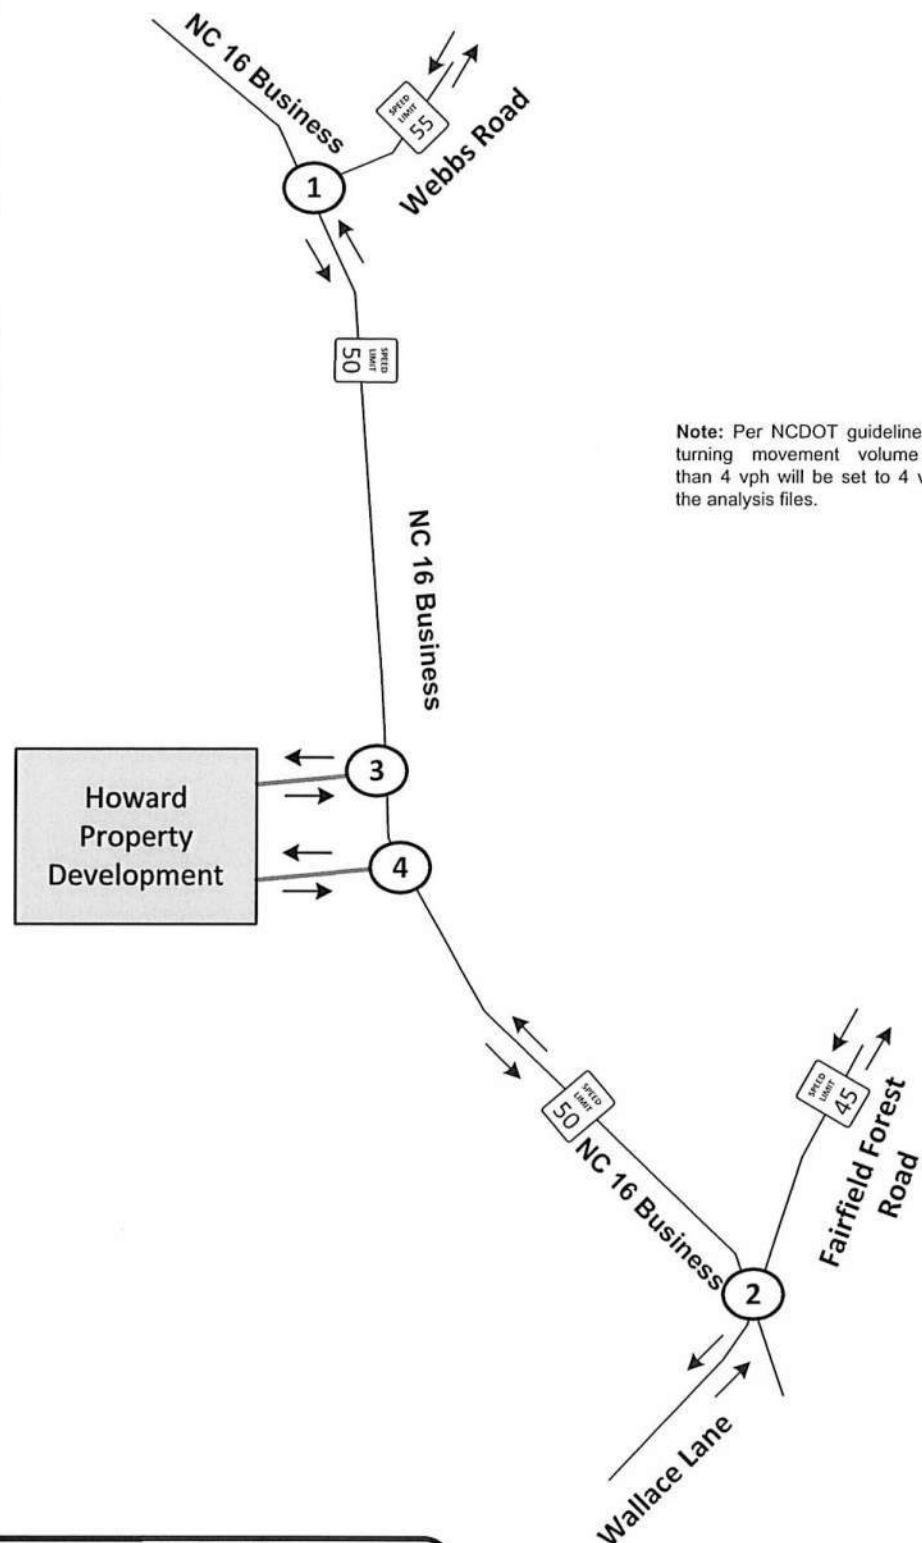 NC 16 Business
SPEED
LIMIT
55
Webbs Road
1
SPEED
LIMIT
50
Note: Per NCDOT guideline
turning movement volume
than 4 vph will be set to 4
the analysis files.
NC 16 Business
3
Howard
Property
Development
4
SPEED
LIMIT
50
NC 16 Business
SPEED
LIMIT
45
Fairfield Forest
Road
2
Wallace Lane